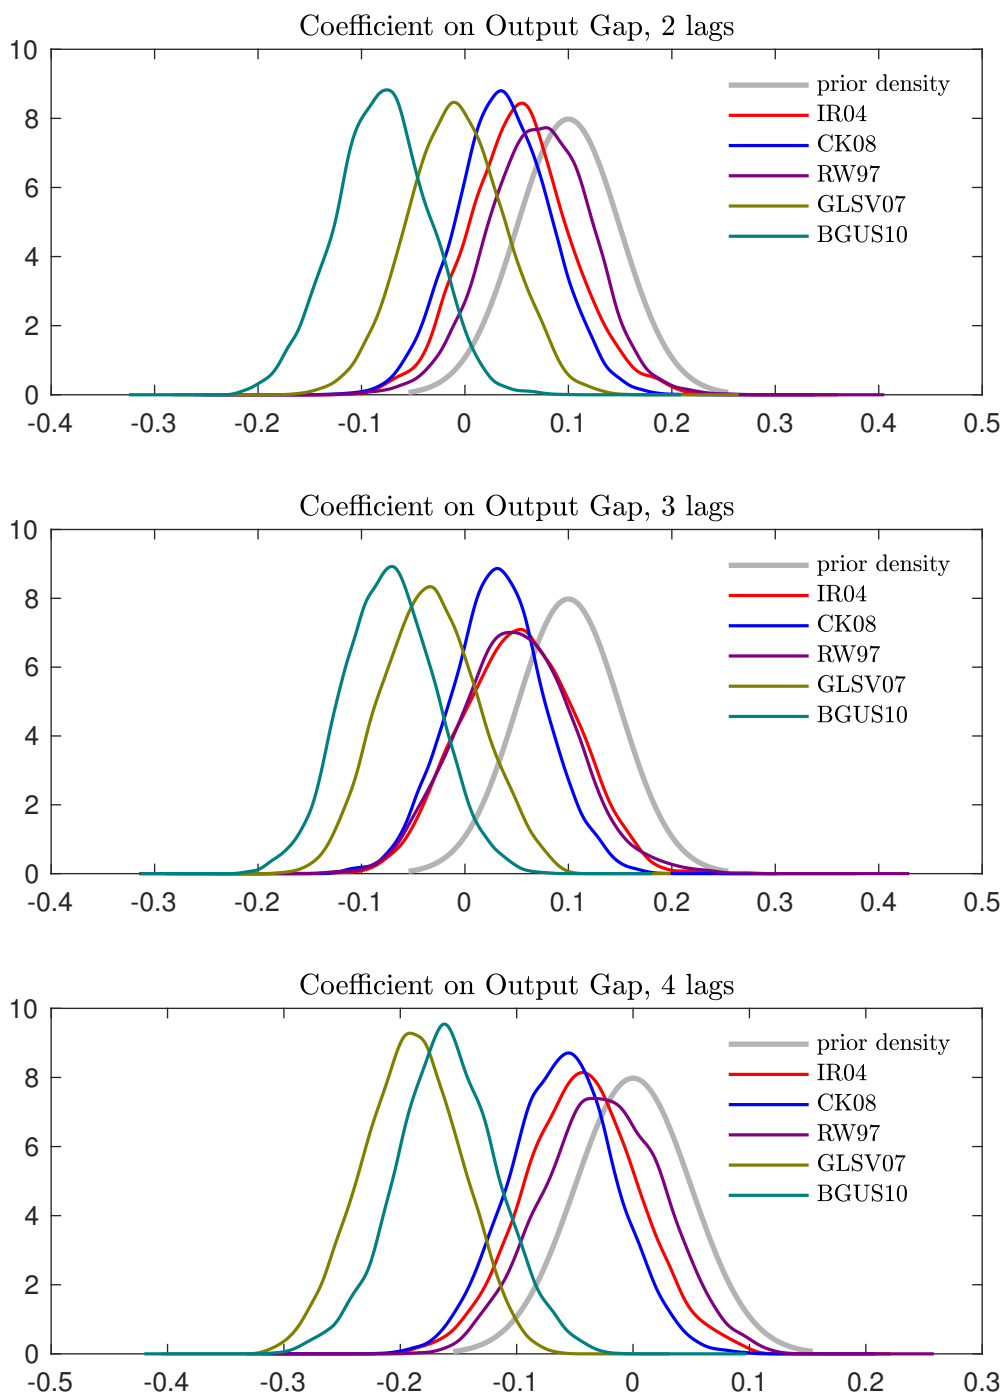 Coefficient on Output Gap, 2 lags
10
8
6
4
2
0
prior density
IR04
CK08
RW97
GLSV07
BGUS10
-0.4 -0.3 -0.2 -0.1 0 0.1 0.2 0.3 0.4 0.5
Coefficient on Output Gap, 3 lags
10
8
6
4
2
0
prior density
IR04
CK08
RW97
GLSV07
BGUS10
-0.4 -0.3 -0.2 -0.1 0 0.1 0.2 0.3 0.4 0.5
Coefficient on Output Gap, 4 lags
10
8
6
4
2
0
prior density
IR04
CK08
RW97
GLSV07
BGUS10
-0.5 -0.4 -0.3 -0.2 -0.1 0 0.1 0.2 0.3